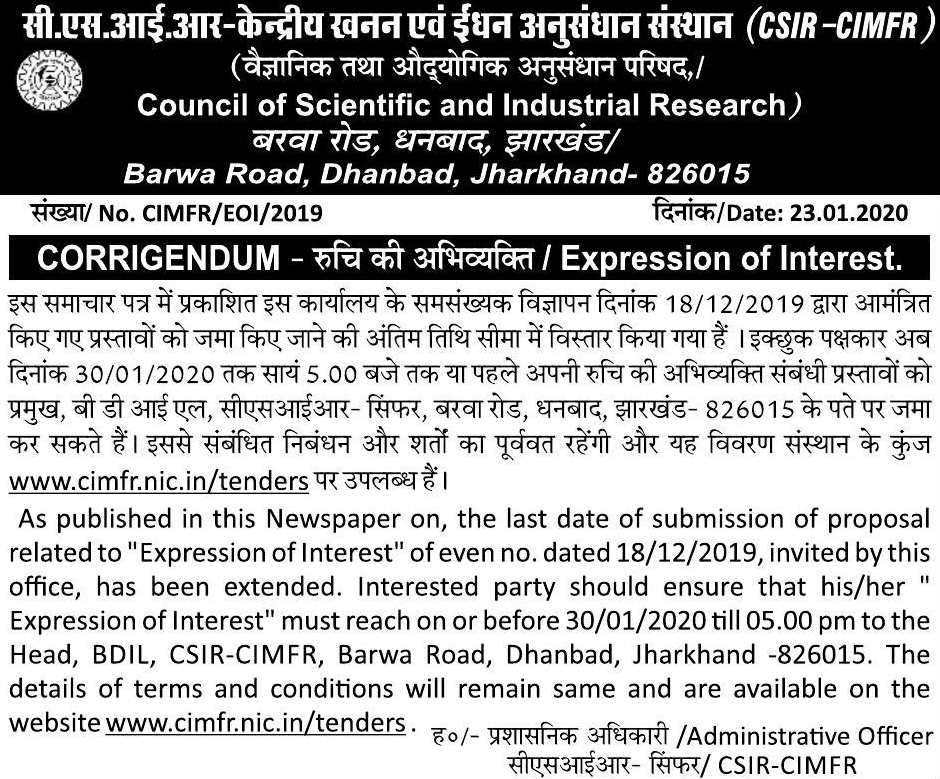 सी.एस.आई.आर-केन्द्रीय खनन एवं ईंधन अनुसंधान संस्थान (CSIR-CIMFR)
(वैज्ञानिक तथा औद्योगिक अनुसंधान परिषद,/
Council of Scientific and Industrial Research)
बरवा रोड, धनबाद, झारखंड/
Barwa Road, Dhanbad, Jharkhand- 826015
संख्या/ No. CIMFR/EOI/2019 दिनांक/Date: 23.01.2020
CORRIGENDUM - रुचि की अभिव्यक्ति / Expression of Interest.
इस समाचार पत्र में प्रकाशित इस कार्यालय के समसंख्यक विज्ञापन दिनांक 18/12/2019 द्वारा आमंत्रित
किए गए प्रस्तावों को जमा किए जाने की अंतिम तिथि सीमा में विस्तार किया गया हैं । इक्छुक पक्षकार अब
दिनांक 30/01/2020 तक सायं 5.00 बजे तक या पहले अपनी रुचि की अभिव्यक्ति संबंधी प्रस्तावों को
प्रमुख, बी डी आई एल, सीएसआईआर- सिंफर, बरवा रोड, धनबाद, झारखंड- 826015 के पते पर जमा
कर सकते हैं। इससे संबंधित निबंधन और शर्तों का पूर्ववत रहेंगी और यह विवरण संस्थान के कुंज
www.cimfr.nic.in/tenders पर उपलब्ध हैं।
As published in this Newspaper on, the last date of submission of proposal
related to "Expression of Interest" of even no. dated 18/12/2019, invited by this
office, has been extended. Interested party should ensure that his/her "
Expression of Interest" must reach on or before 30/01/2020 till 05.00 pm to the
Head, BDIL, CSIR-CIMFR, Barwa Road, Dhanbad, Jharkhand -826015. The
details of terms and conditions will remain same and are available on the
website www.cimfr.nic.in/tenders .
ह०/- प्रशासनिक अधिकारी /Administrative Officer
सीएसआईआर- सिंफर/ CSIR-CIMFR